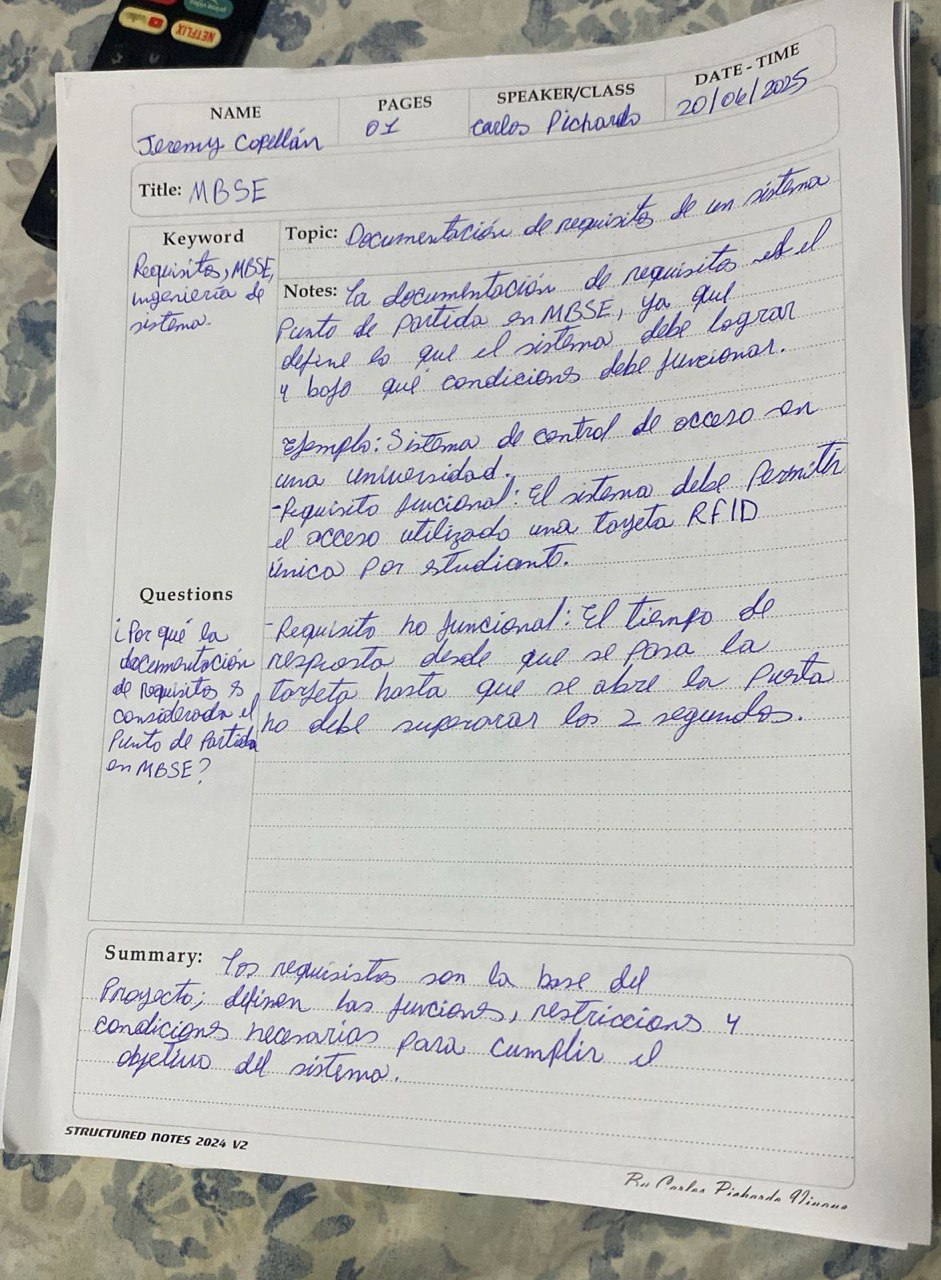 NETFLIX
NAME
Jeremy Copellán
PAGES
01
SPEAKER/CLASS
Carlos Pichardo
DATE - TIME
20/06/2025
Title: MBSE
Keyword
Requisitos, MBSE,
ingeniería de
sistema.
Topic: Documentación de requisitos de un sistema
Notes: La documentación de requisitos es el
Punto de Partida en MBSE, ya que
define lo que el sistema debe lograr
y bajo qué condicions debe funcionar.
Ejemplo: Sistema de control de acceso en
una universidad.
-Requisito funcional: El sistema debe Permitir
el acceso utilizado una tarjeta RFID
única Por estudiante.
Questions
¿Por qué la
documentación
de requisitos es
considerada el
Punto de Partida
en MBSE?
-Requisito no funcional: El tiempo de
respuesta desde que se pasa la
tarjeta hasta que se abre la Puerta
no debe superarar los 2 segundos.
Summary: Los requisistos son la base del
Proyecto; definen las funciones, restriccions y
condiciones necesarias para cumplir el
objetivo del sistema.
STRUCTURED NOTES 2024 V2
By Carlos Pichardo